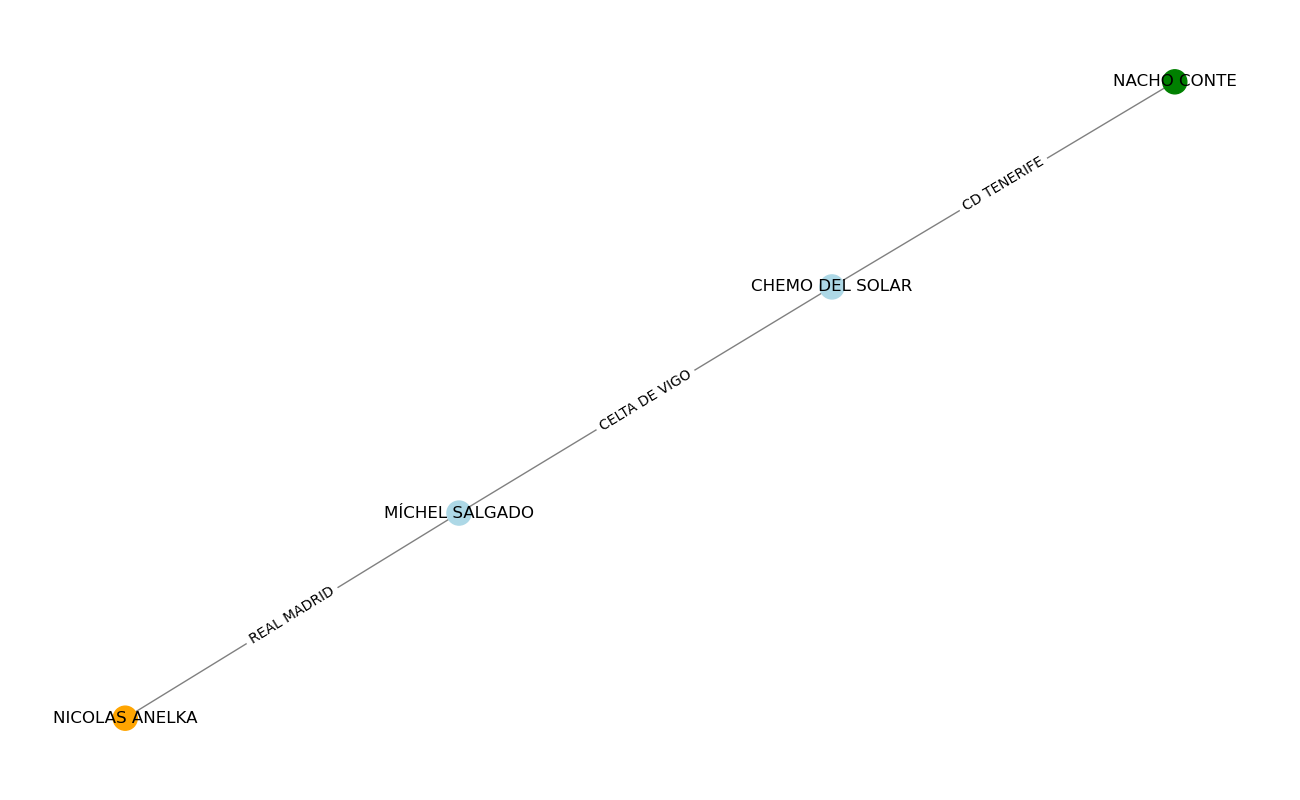 NACHO CONTE
CD TENERIFE
CHEMO DEL SOLAR
CELTA DE VIGO
MÍCHEL SALGADO
REAL MADRID
NICOLAS ANELKA